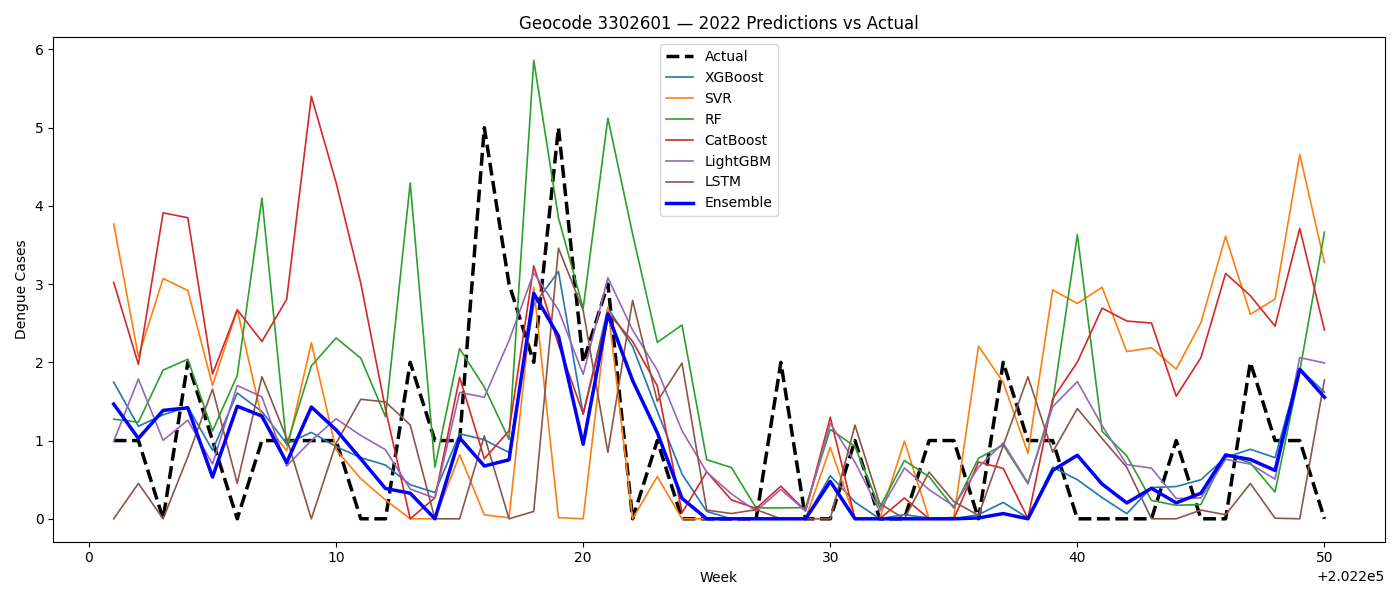 Geocode 3302601 — 2022 Predictions vs Actual
6
5
4
3
2
1
0
Dengue Cases
Actual
XGBoost
SVR
RF
CatBoost
LightGBM
LSTM
Ensemble
0 10 20 30 40 50
Week
+2.022e5